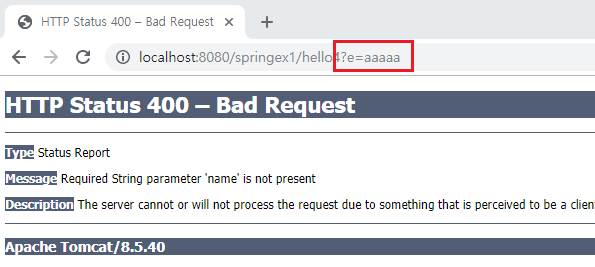 HTTP Status 400 – Bad Request
localhost:8080/springex1/hello4?e=aaaaa
HTTP Status 400 – Bad Request
Type Status Report
Message Required String parameter 'name' is not present
Description The server cannot or will not process the request due to something that is perceived to be a clien
Apache Tomcat/8.5.40